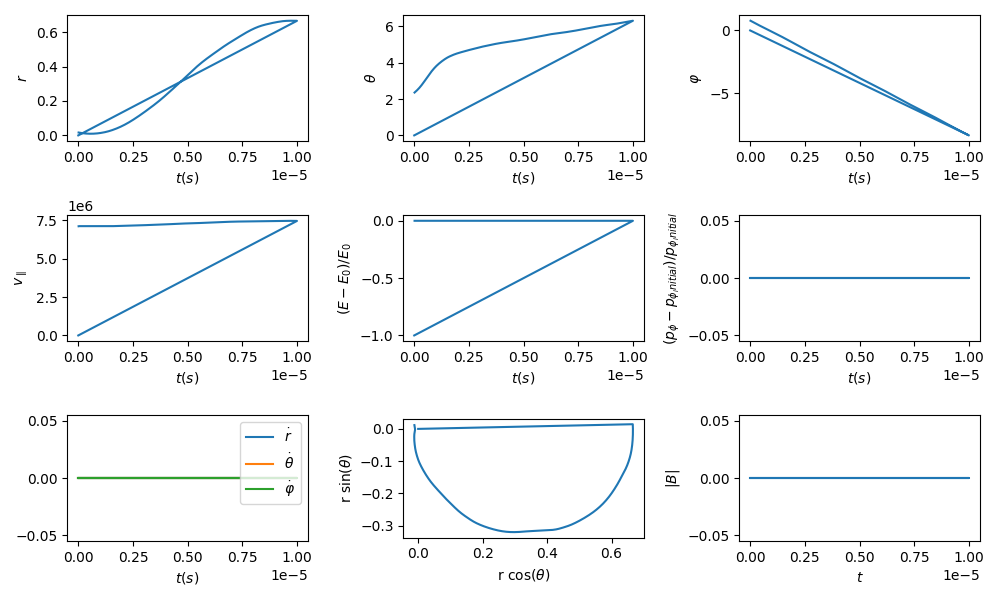 r
0.6
0.4
0.2
0.0
0.00 0.25 0.50 0.75 1.00
1e−5
t(s)
θ
6
4
2
0
0.00 0.25 0.50 0.75 1.00
1e−5
t(s)
φ
0
−5
0.00 0.25 0.50 0.75 1.00
1e−5
t(s)
1e6
v∥
7.5
5.0
2.5
0.0
0.00 0.25 0.50 0.75 1.00
1e−5
t(s)
(E − E₀)/E₀
0.0
−0.5
−1.0
0.00 0.25 0.50 0.75 1.00
1e−5
t(s)
(pϕ − pϕ,initial)/pϕ,initial
0.05
0.00
−0.05
0.00 0.25 0.50 0.75 1.00
1e−5
t(s)
0.05
0.00
−0.05
ṙ
θ̇
φ̇
0.00 0.25 0.50 0.75 1.00
1e−5
t(s)
r sin(θ)
0.0
−0.1
−0.2
−0.3
0.0 0.2 0.4 0.6
r cos(θ)
|B|
0.05
0.00
−0.05
0.00 0.25 0.50 0.75 1.00
1e−5
t